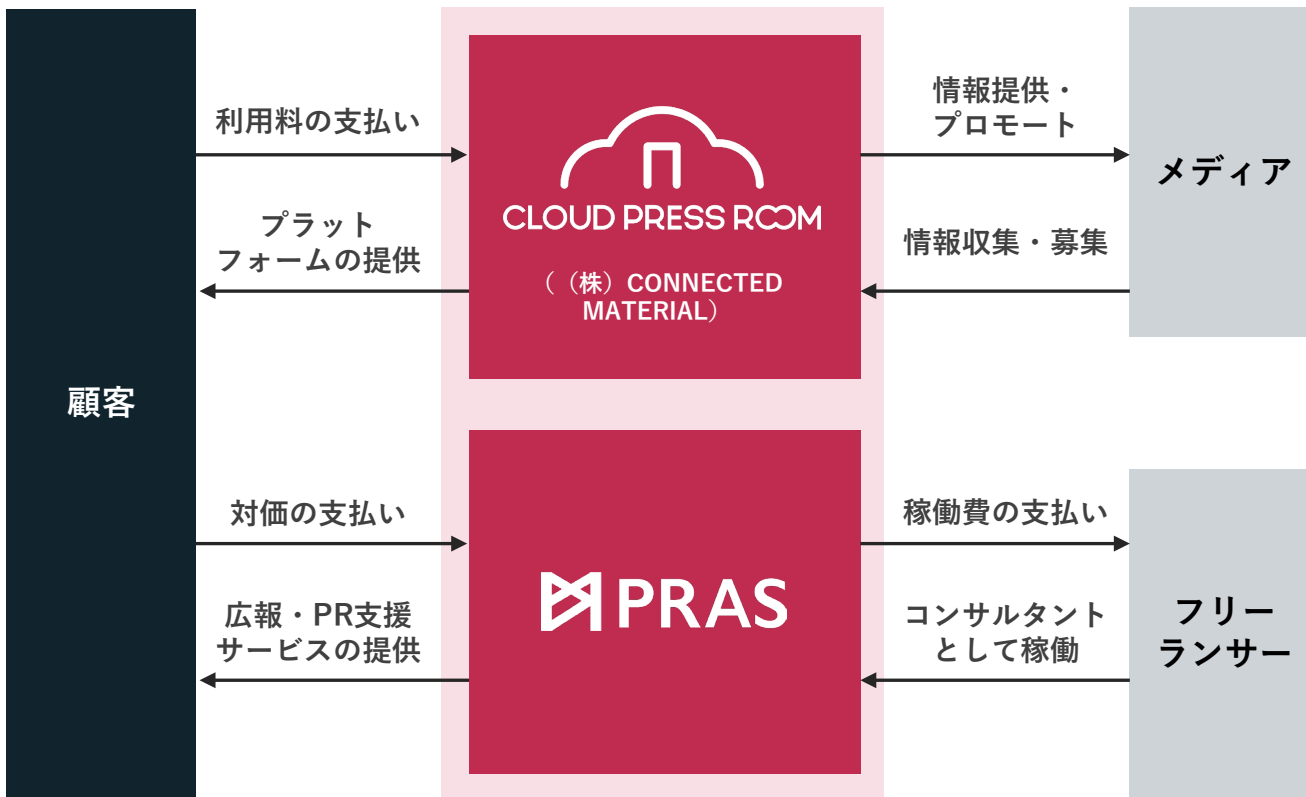 顧客
利用料の支払い
プラット
フォームの提供
CLOUD PRESS ROOM
（（株）CONNECTED
MATERIAL）
情報提供・
プロモート
情報収集・募集
メディア
対価の支払い
広報・PR支援
サービスの提供
PRAS
稼働費の支払い
コンサルタント
として稼働
フリー
ランサー